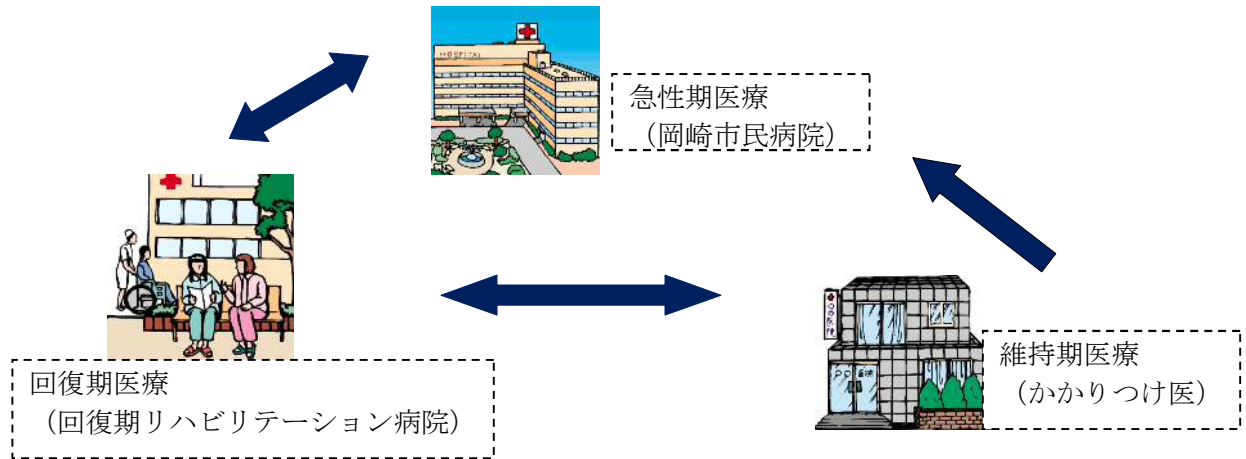 HOSPITAL
急性期医療
（岡崎市民病院）
回復期医療
（回復期リハビリテーション病院）
維持期医療
（かかりつけ医）